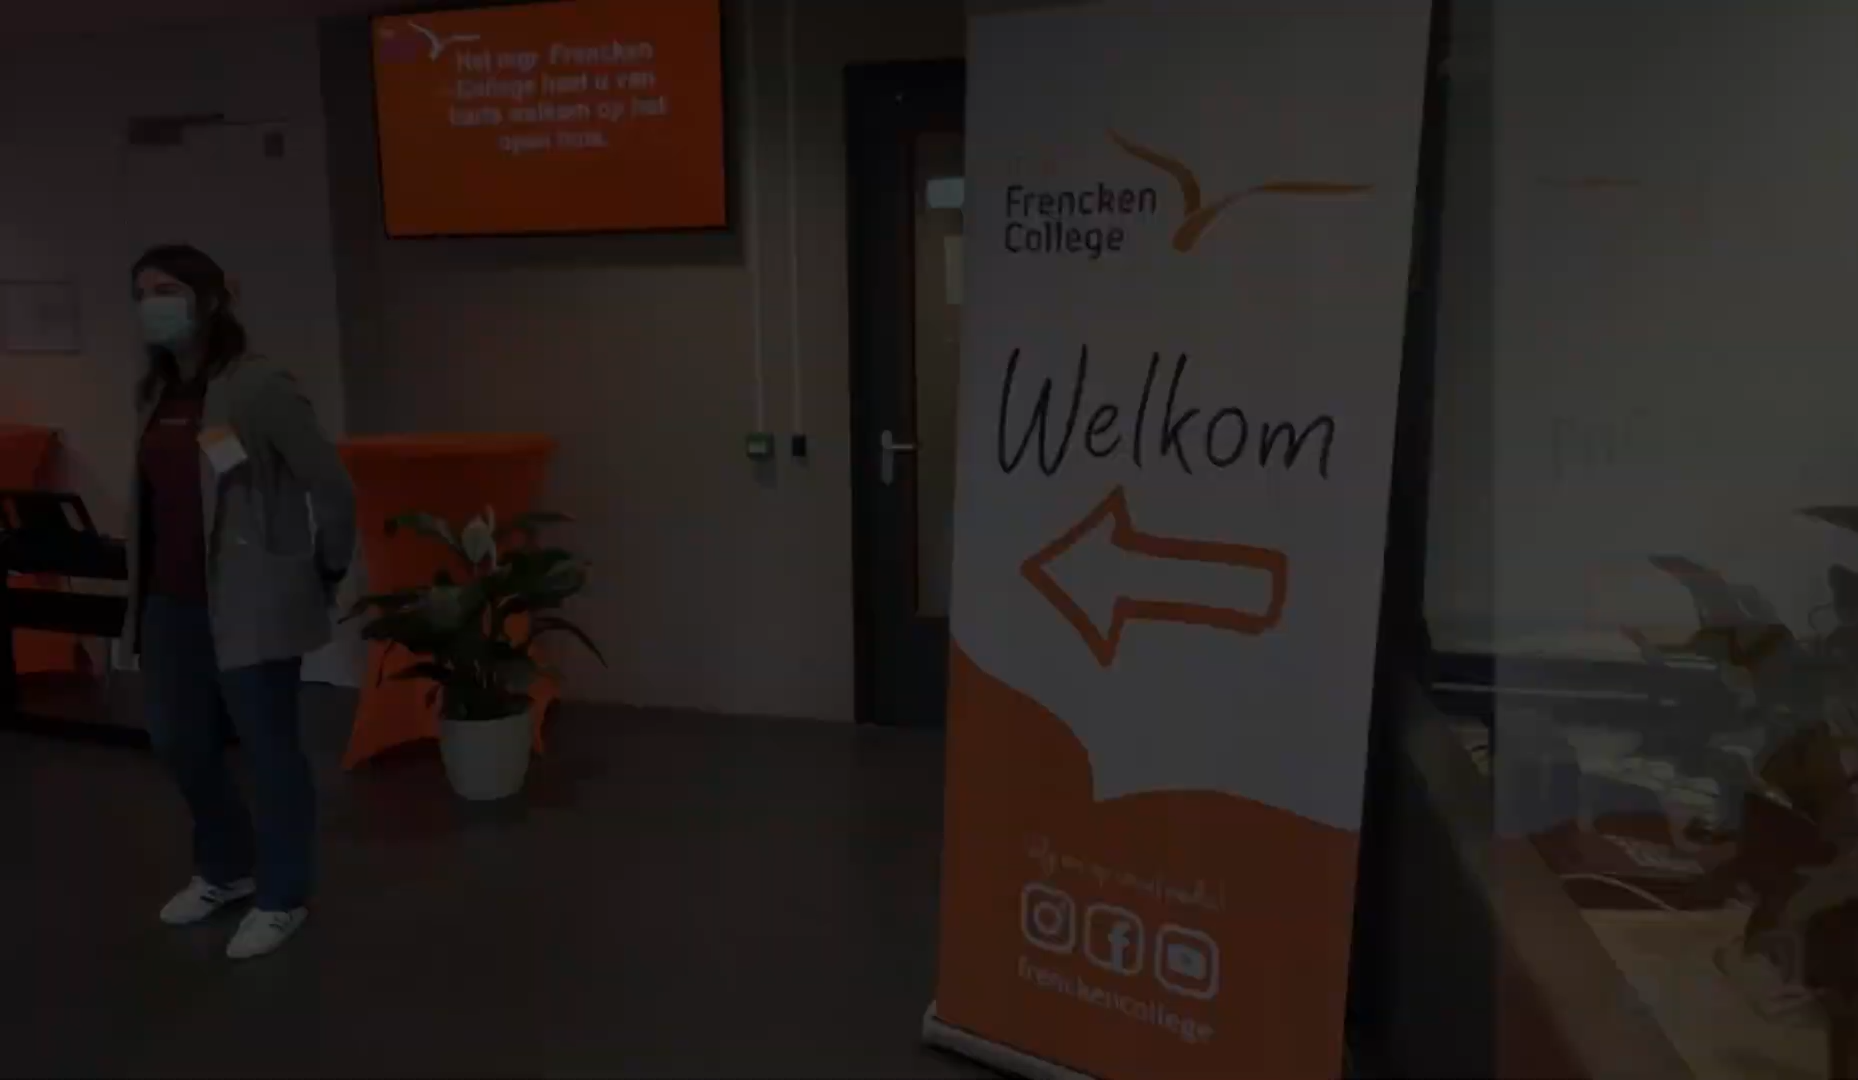 Het mgr. Frencken
College heet u van
harte welkom op het
open huis.
Frencken
College
Welkom
frenckencollege